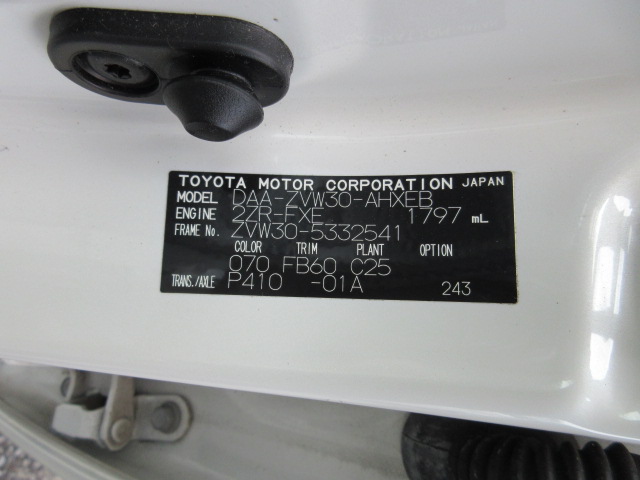 TOYOTA MOTOR CORPORATION JAPAN
MODEL DAA-ZVW30-AHXEB
ENGINE 2ZR-FXE 1797 mL
FRAME No. ZVW30-5332541
COLOR TRIM PLANT OPTION
070 FB60 C25
TRANS./AXLE P410 -01A 243